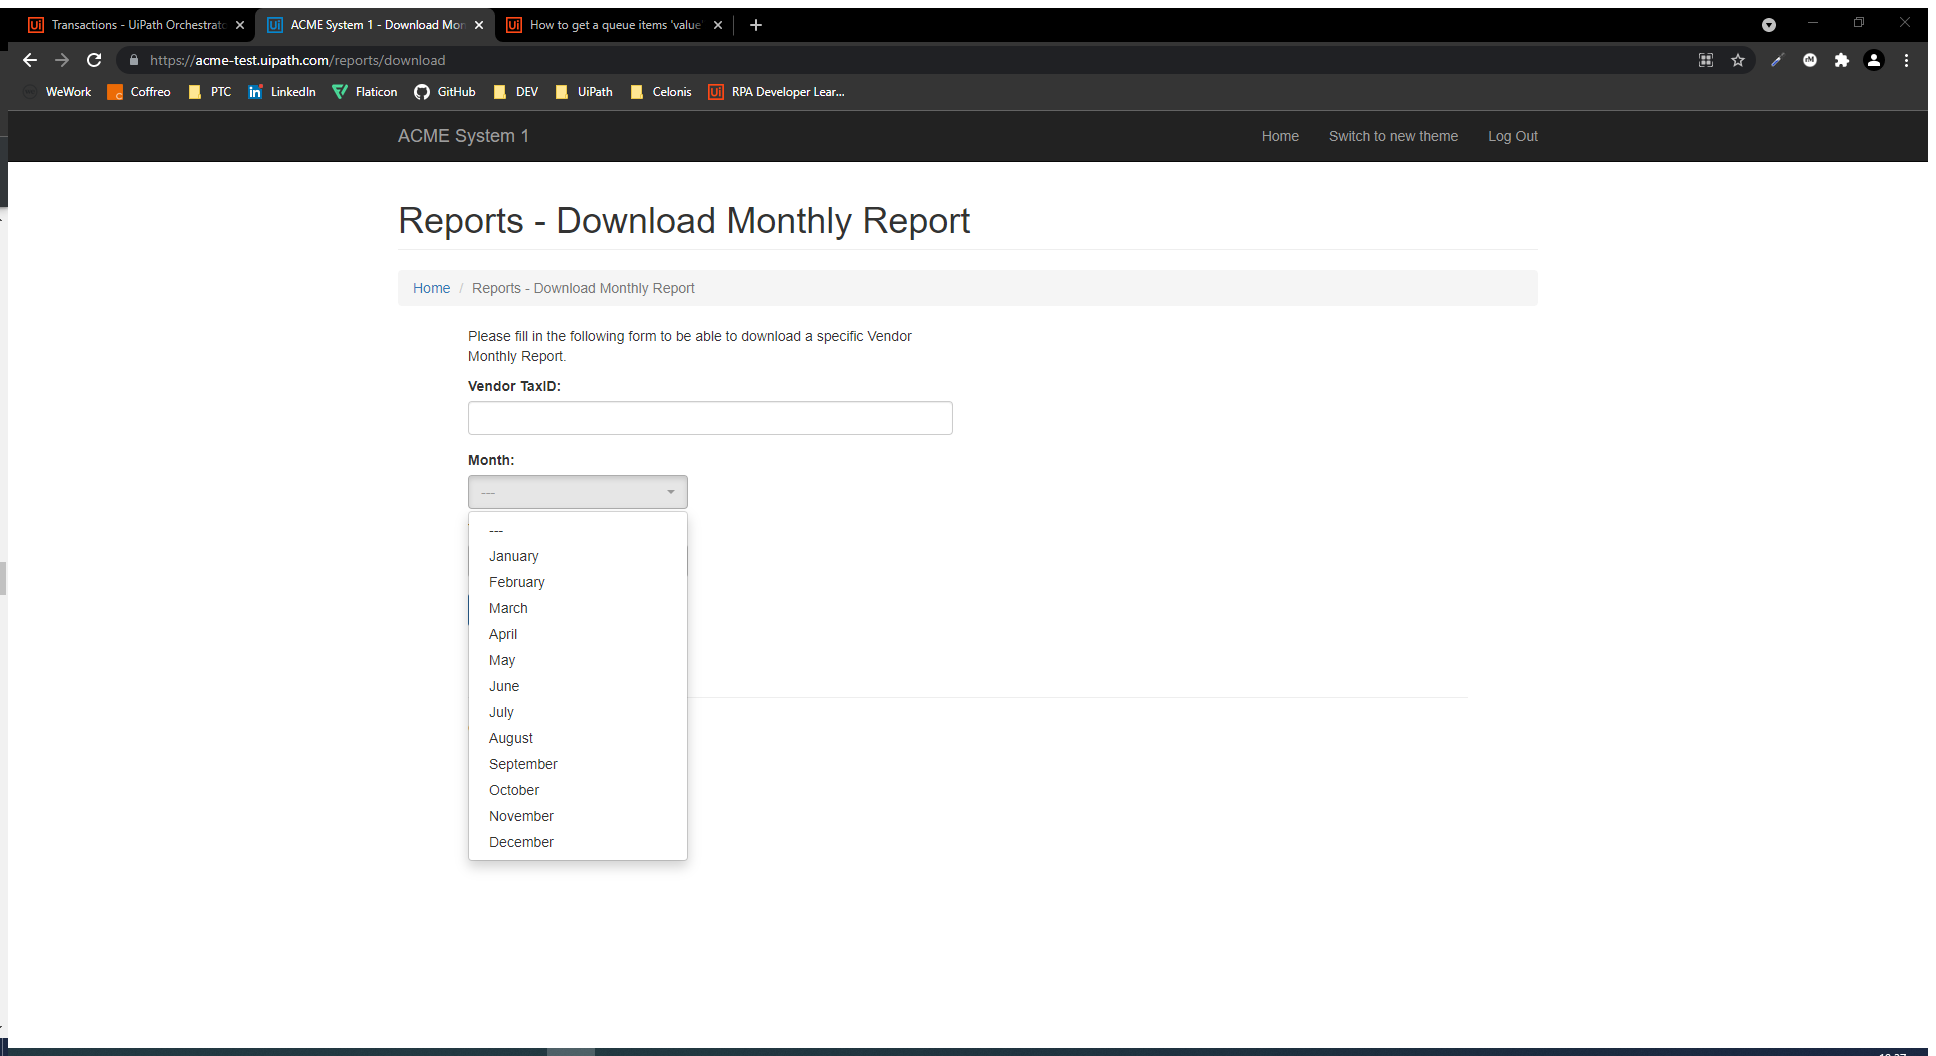 Transactions - UiPath Orchestrato
ACME System 1 - Download Mon
How to get a queue items 'value'
https://acme-test.uipath.com/reports/download
WeWork Coffreo PTC LinkedIn Flaticon GitHub DEV UiPath Celonis RPA Developer Lear...
ACME System 1 Home Switch to new theme Log Out
Reports - Download Monthly Report
Home / Reports - Download Monthly Report
Please fill in the following form to be able to download a specific Vendor
Monthly Report.
Vendor TaxID:
Month:
---
---
January
February
March
April
May
June
July
August
September
October
November
December